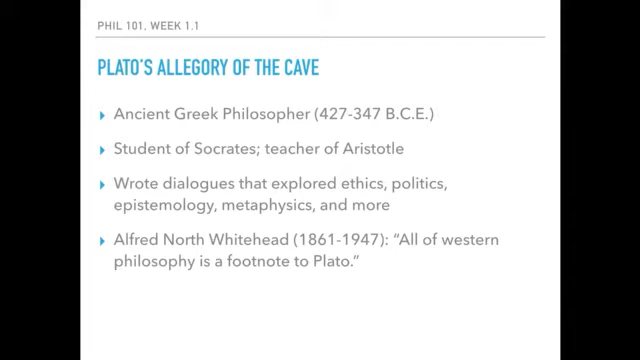 PHIL 101, WEEK 1.1
PLATO'S ALLEGORY OF THE CAVE
▸ Ancient Greek Philosopher (427-347 B.C.E.)
▸ Student of Socrates; teacher of Aristotle
▸ Wrote dialogues that explored ethics, politics,
epistemology, metaphysics, and more
▸ Alfred North Whitehead (1861-1947): “All of western
philosophy is a footnote to Plato.”